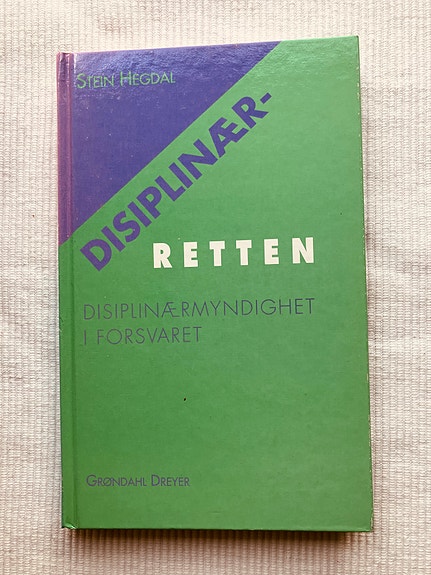 STEIN HEGDAL
DISIPLINÆR-
RETTEN
DISIPLINÆRMYNDIGHET
I FORSVARET
GRØNDAHL DREYER